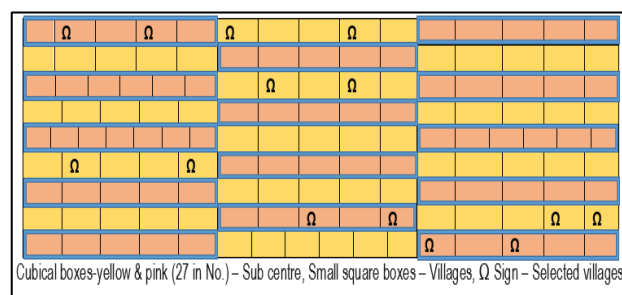 Ω Ω Ω Ω
Ω Ω
Ω Ω
Ω Ω Ω Ω
Ω Ω
Cubical boxes-yellow & pink (27 in No.) – Sub centre, Small square boxes – Villages, Ω Sign – Selected villages